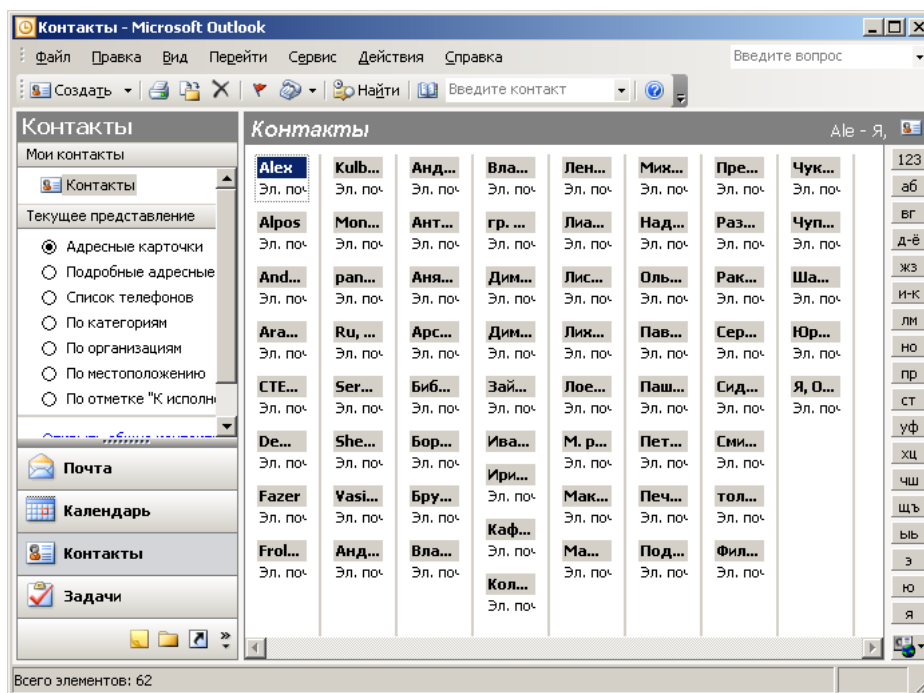 Контакты - Microsoft Outlook
Файл Правка Вид Перейти Сервис Действия Справка Введите вопрос
Создать Найти Введите контакт
Контакты
Мои контакты
Контакты
Текущее представление
Адресные карточки
Подробные адресные
Список телефонов
По категориям
По организациям
По местоположению
По отметке "К исполн
Почта
Календарь
Контакты
Задачи
Контакты Ale - Я,
Alex Kulb... Анд... Вла... Лен... Мих... Пре... Чук...
Эл. поч Эл. поч Эл. поч Эл. поч Эл. поч Эл. поч Эл. поч Эл. поч
Alpos Mon... Ант... гр. ... Лиа... Над... Раз... Чуп...
Эл. поч Эл. поч Эл. поч Эл. поч Эл. поч Эл. поч Эл. поч Эл. поч
And... pan... Аня... Дим... Лис... Оль... Рак... Ша...
Эл. поч Эл. поч Эл. поч Эл. поч Эл. поч Эл. поч Эл. поч Эл. поч
Ara... Ru, ... Арс... Дим... Лих... Пав... Сер... Юр...
Эл. поч Эл. поч Эл. поч Эл. поч Эл. поч Эл. поч Эл. поч Эл. поч
CTE... Ser... Биб... Зай... Лое... Паш... Сид... Я, О...
Эл. поч Эл. поч Эл. поч Эл. поч Эл. поч Эл. поч Эл. поч Эл. поч
De... She... Бор... Ива... М. р... Пет... Сми...
Эл. поч Эл. поч Эл. поч Эл. поч Эл. поч Эл. поч
Ири...
Fazer Vasi... Бру... Эл. поч Мак... Печ... тол...
Эл. поч Эл. поч Эл. поч Эл. поч Эл. поч Эл. поч
Каф...
Frol... Анд... Вла... Эл. поч Ма... Под... Фил...
Эл. поч Эл. поч Эл. поч Эл. поч Эл. поч Эл. поч
Кол...
Эл. поч
123
аб
вг
д-ё
жз
и-к
лм
но
пр
ст
уф
хц
чш
щъ
ыь
э
ю
я
Всего элементов: 62